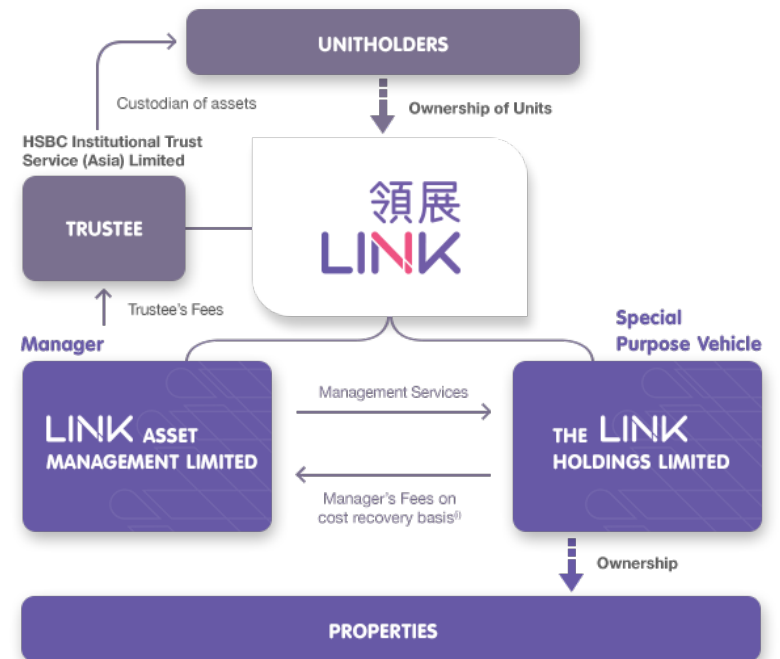 UNITHOLDERS
Custodian of assets
Ownership of Units
HSBC Institutional Trust
Service (Asia) Limited
TRUSTEE
領展
LINK
Trustee's Fees
Manager
Special
Purpose Vehicle
LINK ASSET
MANAGEMENT LIMITED
Management Services
THE LINK
HOLDINGS LIMITED
Manager's Fees on
cost recovery basis(i)
Ownership
PROPERTIES